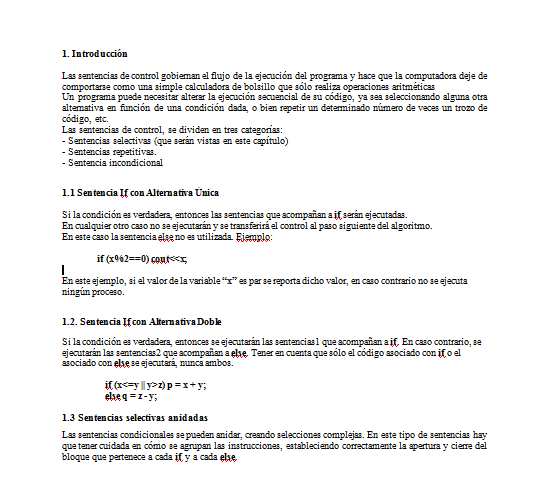 1. Introducción
Las sentencias de control gobiernan el flujo de la ejecución del programa y hace que la computadora deje de
comportarse como una simple calculadora de bolsillo que sólo realiza operaciones aritméticas
Un programa puede necesitar alterar la ejecución secuencial de su código, ya sea seleccionando alguna otra
alternativa en función de una condición dada, o bien repetir un determinado número de veces un trozo de
código, etc.
Las sentencias de control, se dividen en tres categorías:
- Sentencias selectivas (que serán vistas en este capítulo)
- Sentencias repetitivas.
- Sentencia incondicional
1.1 Sentencia If con Alternativa Única
Si la condición es verdadera, entonces las sentencias que acompañan a if serán ejecutadas.
En cualquier otro caso no se ejecutarán y se transferirá el control al paso siguiente del algoritmo.
En este caso la sentencia else no es utilizada. Ejemplo:
if (x%2==0) cout<<x;
En este ejemplo, si el valor de la variable “x” es par se reporta dicho valor, en caso contrario no se ejecuta
ningún proceso.
1.2. Sentencia If con Alternativa Doble
Si la condición es verdadera, entonces se ejecutarán las sentencias1 que acompañan a if. En caso contrario, se
ejecutarán las sentencias2 que acompañan a else. Tener en cuenta que sólo el código asociado con if o el
asociado con else se ejecutará, nunca ambos.
if (x<=y || y>z) p = x + y;
else q = z - y;
1.3 Sentencias selectivas anidadas
Las sentencias condicionales se pueden anidar, creando selecciones complejas. En este tipo de sentencias hay
que tener cuidada en cómo se agrupan las instrucciones, estableciendo correctamente la apertura y cierre del
bloque que pertenece a cada if y a cada else.